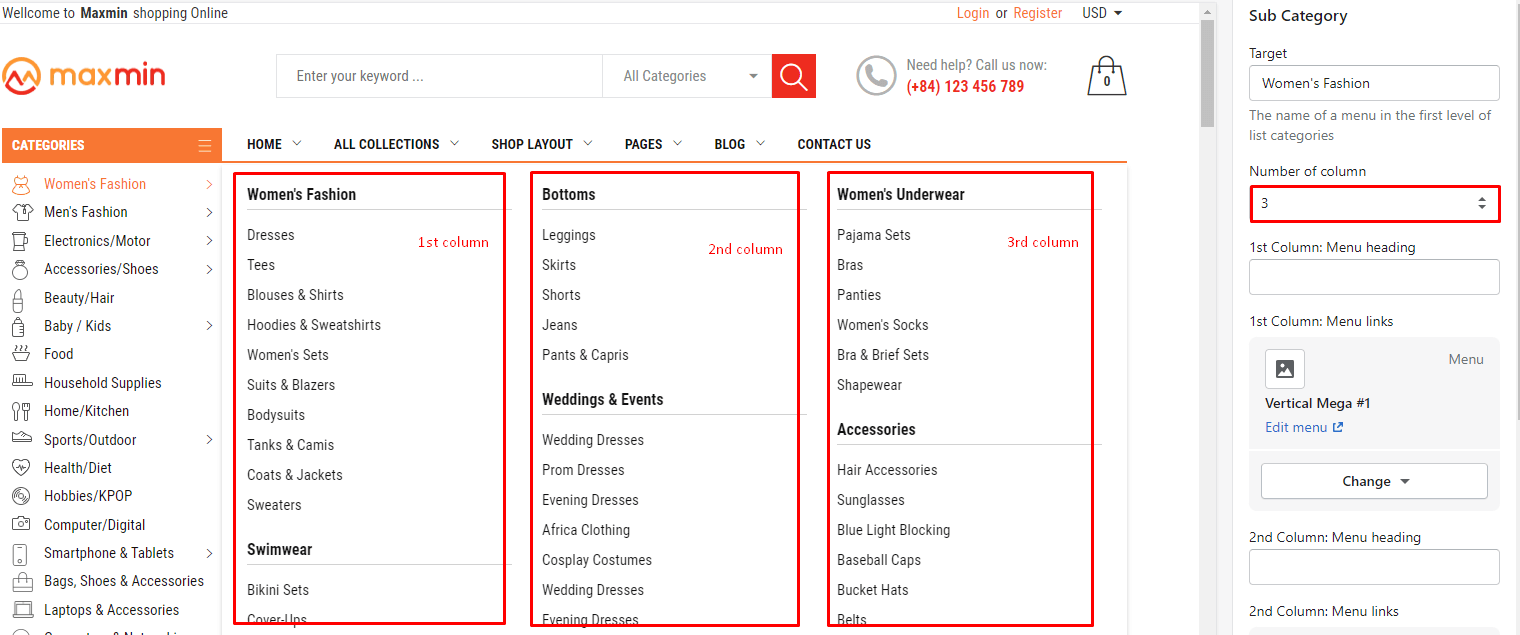 Wellcome to Maxmin shopping Online
Login or Register
USD
maxmin
Enter your keyword ...
All Categories
Need help? Call us now:
(+84) 123 456 789
0
CATEGORIES
HOME
ALL COLLECTIONS
SHOP LAYOUT
PAGES
BLOG
CONTACT US
Women's Fashion
Men's Fashion
Electronics/Motor
Accessories/Shoes
Beauty/Hair
Baby / Kids
Food
Household Supplies
Home/Kitchen
Sports/Outdoor
Health/Diet
Hobbies/KPOP
Computer/Digital
Smartphone & Tablets
Bags, Shoes & Accessories
Laptops & Accessories
Women's Fashion
1st column
Dresses
Tees
Blouses & Shirts
Hoodies & Sweatshirts
Women's Sets
Suits & Blazers
Bodysuits
Tanks & Camis
Coats & Jackets
Sweaters
Swimwear
Bikini Sets
Cover-Ups
Bottoms
2nd column
Leggings
Skirts
Shorts
Jeans
Pants & Capris
Weddings & Events
Wedding Dresses
Prom Dresses
Evening Dresses
Africa Clothing
Cosplay Costumes
Wedding Dresses
Evening Dresses
Women's Underwear
3rd column
Pajama Sets
Bras
Panties
Women's Socks
Bra & Brief Sets
Shapewear
Accessories
Hair Accessories
Sunglasses
Blue Light Blocking
Baseball Caps
Bucket Hats
Belts
Sub Category
Target
Women's Fashion
The name of a menu in the first level of
list categories
Number of column
3
1st Column: Menu heading
1st Column: Menu links
Menu
Vertical Mega #1
Edit menu
Change
2nd Column: Menu heading
2nd Column: Menu links